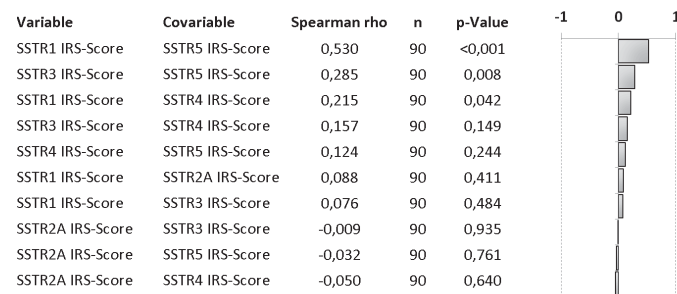 Variable Covariable Spearman rho n p-Value -1 0 1
SSTR1 IRS-Score SSTR5 IRS-Score 0,530 90 <0,001
SSTR3 IRS-Score SSTR5 IRS-Score 0,285 90 0,008
SSTR1 IRS-Score SSTR4 IRS-Score 0,215 90 0,042
SSTR3 IRS-Score SSTR4 IRS-Score 0,157 90 0,149
SSTR4 IRS-Score SSTR5 IRS-Score 0,124 90 0,244
SSTR1 IRS-Score SSTR2A IRS-Score 0,088 90 0,411
SSTR1 IRS-Score SSTR3 IRS-Score 0,076 90 0,484
SSTR2A IRS-Score SSTR3 IRS-Score -0,009 90 0,935
SSTR2A IRS-Score SSTR5 IRS-Score -0,032 90 0,761
SSTR2A IRS-Score SSTR4 IRS-Score -0,050 90 0,640